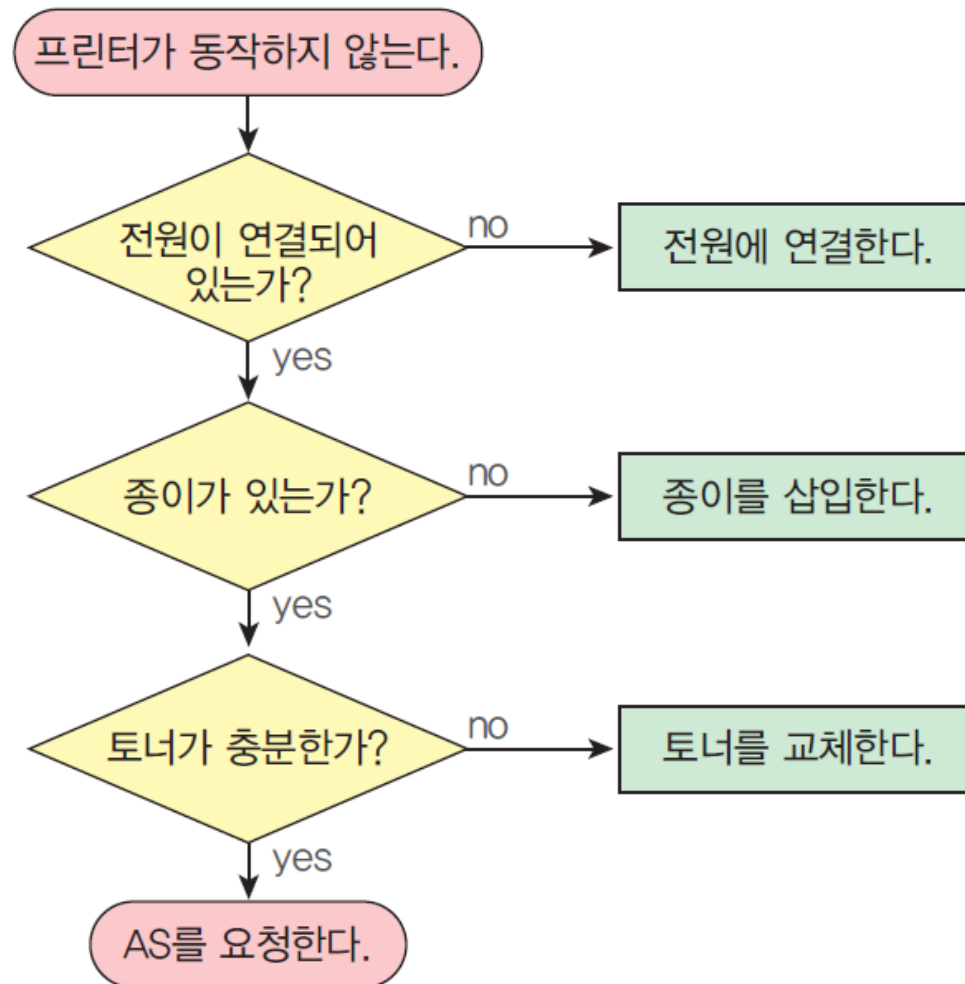 프린터가 동작하지 않는다.
전원이 연결되어
있는가?
no
전원에 연결한다.
yes
종이가 있는가?
no
종이를 삽입한다.
yes
토너가 충분한가?
no
토너를 교체한다.
yes
AS를 요청한다.